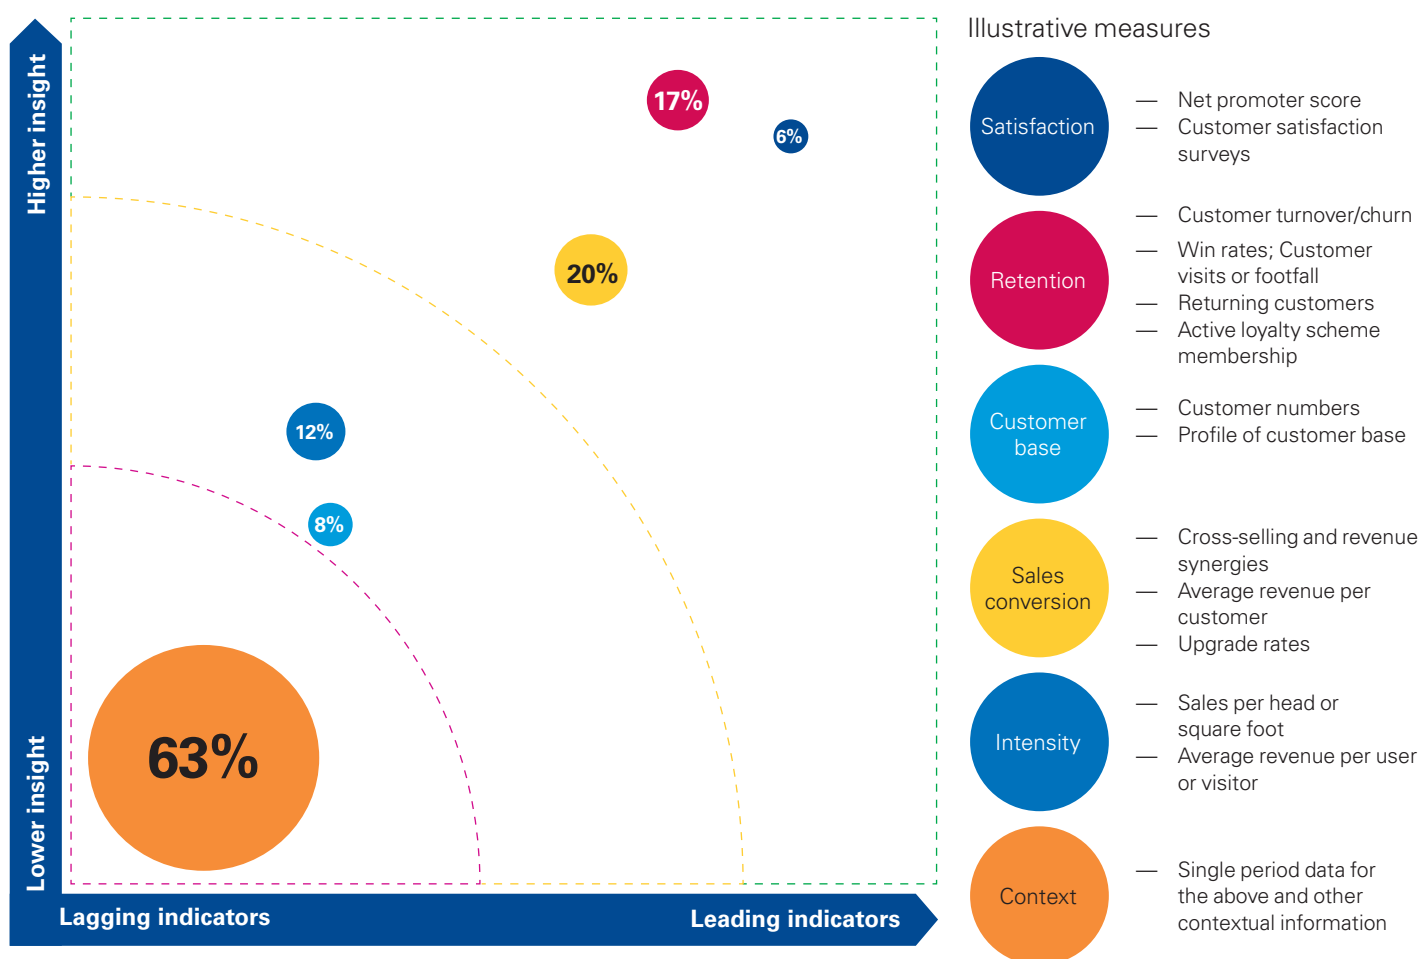 Higher insight
Lower insight
17%
6%
20%
12%
8%
63%
Lagging indicators
Leading indicators
Illustrative measures
Satisfaction
— Net promoter score
— Customer satisfaction
surveys
Retention
— Customer turnover/churn
— Win rates; Customer
visits or footfall
— Returning customers
— Active loyalty scheme
membership
Customer
base
— Customer numbers
— Profile of customer base
Sales
conversion
— Cross-selling and revenue
synergies
— Average revenue per
customer
— Upgrade rates
Intensity
— Sales per head or
square foot
— Average revenue per user
or visitor
Context
— Single period data for
the above and other
contextual information